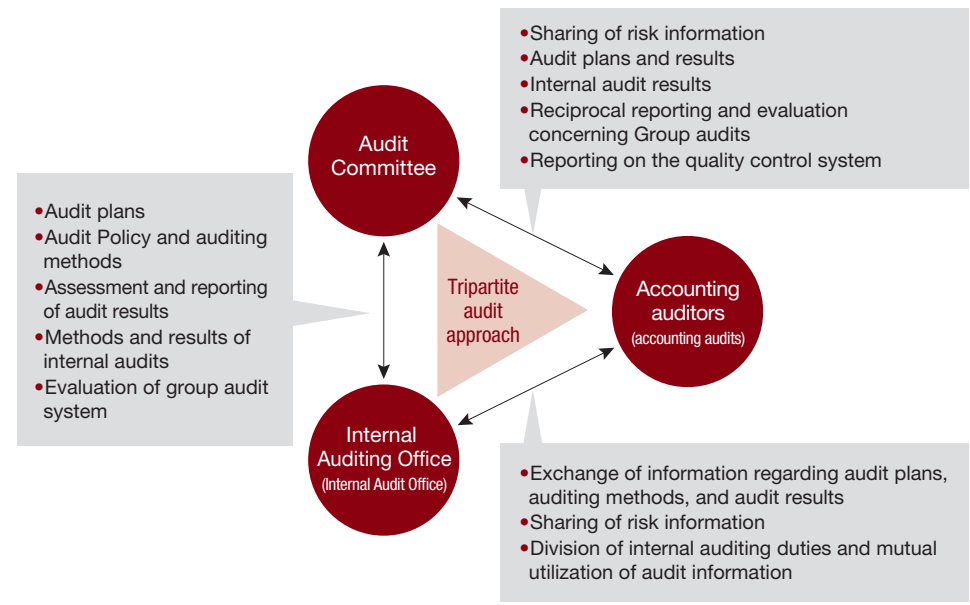 •Sharing of risk information
•Audit plans and results
•Internal audit results
•Reciprocal reporting and evaluation
concerning Group audits
•Reporting on the quality control system
Audit
Committee
•Audit plans
•Audit Policy and auditing
methods
•Assessment and reporting
of audit results
•Methods and results of
internal audits
•Evaluation of group audit
system
Tripartite
audit
approach
Accounting
auditors
(accounting audits)
Internal
Auditing Office
(Internal Audit Office)
•Exchange of information regarding audit plans,
auditing methods, and audit results
•Sharing of risk information
•Division of internal auditing duties and mutual
utilization of audit information